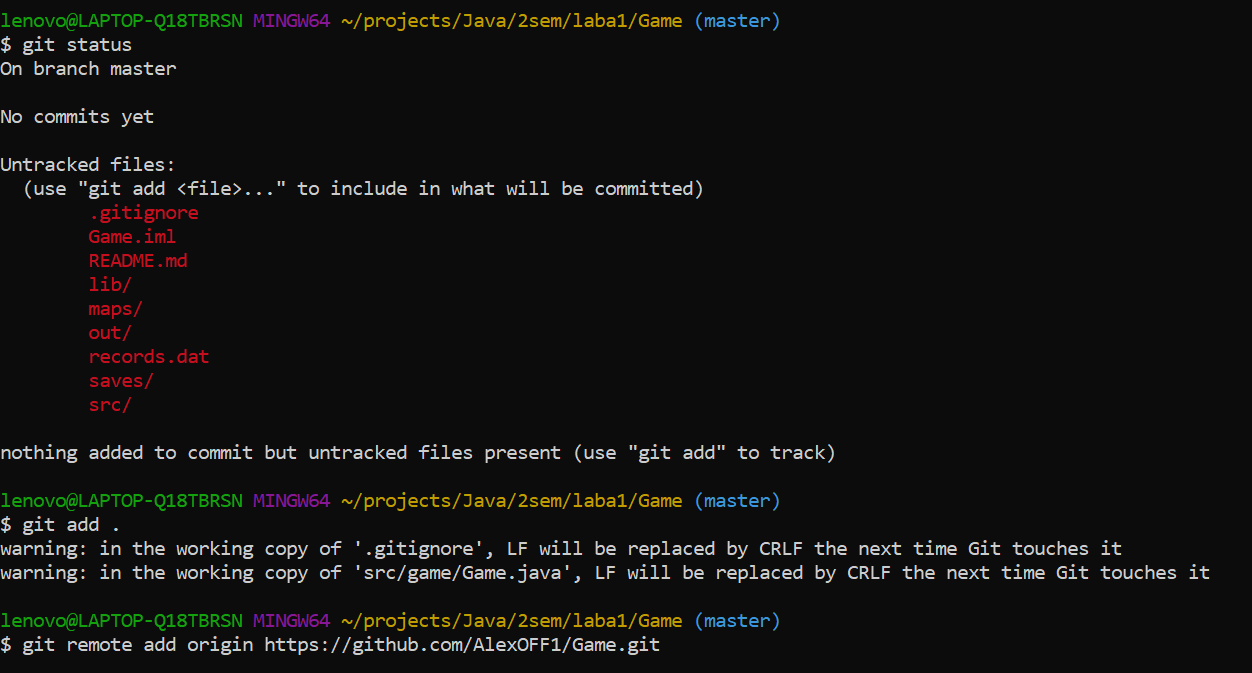 lenovo@LAPTOP-Q18TBRSN MINGW64 ~/projects/Java/2sem/laba1/Game (master)
$ git status
On branch master
No commits yet
Untracked files:
(use "git add <file>..." to include in what will be committed)
.gitignore
Game.iml
README.md
lib/
maps/
out/
records.dat
saves/
src/
nothing added to commit but untracked files present (use "git add" to track)
lenovo@LAPTOP-Q18TBRSN MINGW64 ~/projects/Java/2sem/laba1/Game (master)
$ git add .
warning: in the working copy of '.gitignore', LF will be replaced by CRLF the next time Git touches it
warning: in the working copy of 'src/game/Game.java', LF will be replaced by CRLF the next time Git touches it
lenovo@LAPTOP-Q18TBRSN MINGW64 ~/projects/Java/2sem/laba1/Game (master)
$ git remote add origin https://github.com/AlexOFF1/Game.git